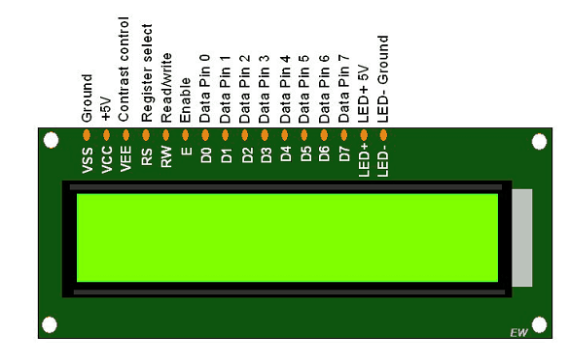 Ground
+5V
Contrast control
Register select
Read/write
Enable
Data Pin 0
Data Pin 1
Data Pin 2
Data Pin 3
Data Pin 4
Data Pin 5
Data Pin 6
Data Pin 7
LED+ 5V
LED- Ground
VSS
VCC
VEE
RS
RW
E
D0
D1
D2
D3
D4
D5
D6
D7
LED+
LED-
EW